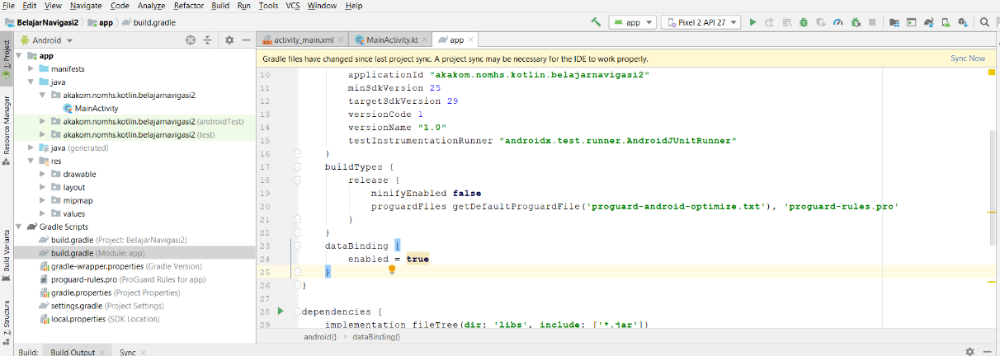 File Edit View Navigate Code Analyze Refactor Build Run Tools VCS Window Help
BelajarNavigasi2 app build.gradle app Pixel 2 API 27
Android activity_main.xml MainActivity.kt app
Gradle files have changed since last project sync. A project sync may be necessary for the IDE to work properly. Sync Now
1: Project
Resource Manager
Build Variants
7: Structure
app
manifests
java
akakom.nomhs.kotlin.belajarnavigasi2
MainActivity
akakom.nomhs.kotlin.belajarnavigasi2 (androidTest)
akakom.nomhs.kotlin.belajarnavigasi2 (test)
java (generated)
res
drawable
layout
mipmap
values
Gradle Scripts
build.gradle (Project: BelajarNavigasi2)
build.gradle (Module: app)
gradle-wrapper.properties (Gradle Version)
proguard-rules.pro (ProGuard Rules for app)
gradle.properties (Project Properties)
settings.gradle (Project Settings)
local.properties (SDK Location)
10 applicationId "akakom.nomhs.kotlin.belajarnavigasi2"
11 minSdkVersion 25
12 targetSdkVersion 29
13 versionCode 1
14 versionName "1.0"
15 testInstrumentationRunner "androidx.test.runner.AndroidJUnitRunner"
16 }
17 buildTypes {
18 release {
19 minifyEnabled false
20 proguardFiles getDefaultProguardFile('proguard-android-optimize.txt'), 'proguard-rules.pro'
21 }
22 }
23 dataBinding {
24 enabled = true
25 }
26 }
27
28 dependencies {
29 implementation fileTree(dir: 'libs', include: ['*.jar'])
android{} › dataBinding{}
Build: Build Output Sync